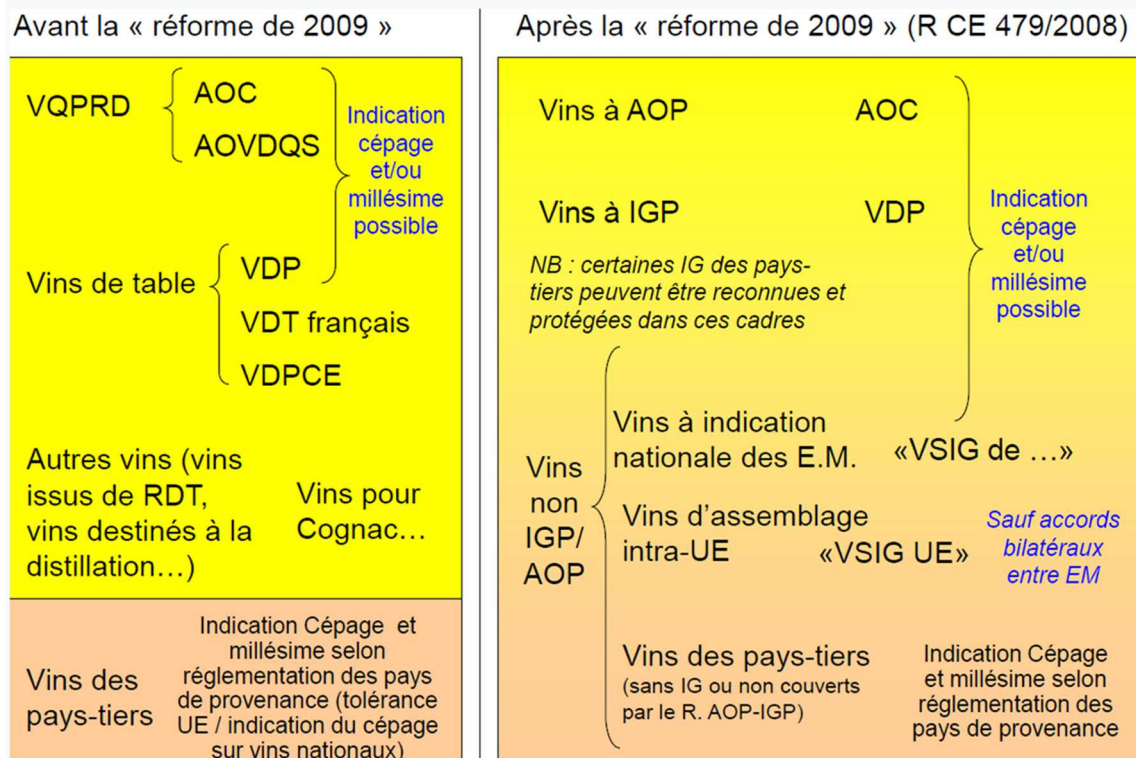 Avant la « réforme de 2009 »
VQPRD
AOC
AOVDQS
Indication
cépage
et/ou
millésime
possible
Vins de table
VDP
VDT français
VDPCE
Autres vins (vins
issus de RDT,
vins destinés à la
distillation…)
Vins pour
Cognac…
Vins des
pays-tiers
Indication Cépage et
millésime selon
réglementation des pays
de provenance (tolérance
UE / indication du cépage
sur vins nationaux)
Après la « réforme de 2009 » (R CE 479/2008)
Vins à AOP
AOC
Vins à IGP
VDP
NB : certaines IG des pays-
tiers peuvent être reconnues et
protégées dans ces cadres
Indication
cépage
et/ou
millésime
possible
Vins
non
IGP/
AOP
Vins à indication
nationale des E.M.
«VSIG de …»
Vins d’assemblage
intra-UE
«VSIG UE»
Sauf accords
bilatéraux
entre EM
Vins des pays-tiers
(sans IG ou non couverts
par le R. AOP-IGP)
Indication Cépage
et millésime selon
réglementation des
pays de provenance